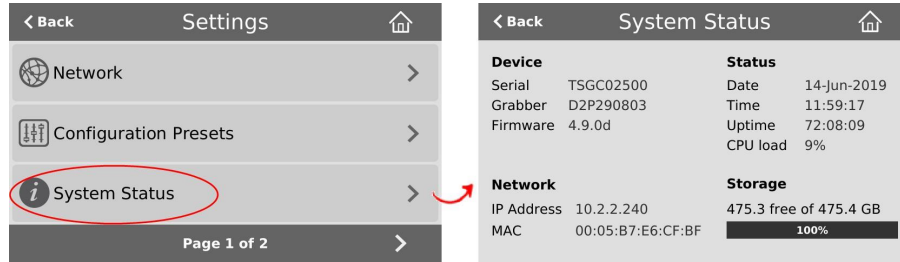 Back Settings
Network
Configuration Presets
System Status
Page 1 of 2
Back System Status
Device
Serial TSGC02500
Grabber D2P290803
Firmware 4.9.0d
Status
Date 14-Jun-2019
Time 11:59:17
Uptime 72:08:09
CPU load 9%
Network
IP Address 10.2.2.240
MAC 00:05:B7:E6:CF:BF
Storage
475.3 free of 475.4 GB
100%